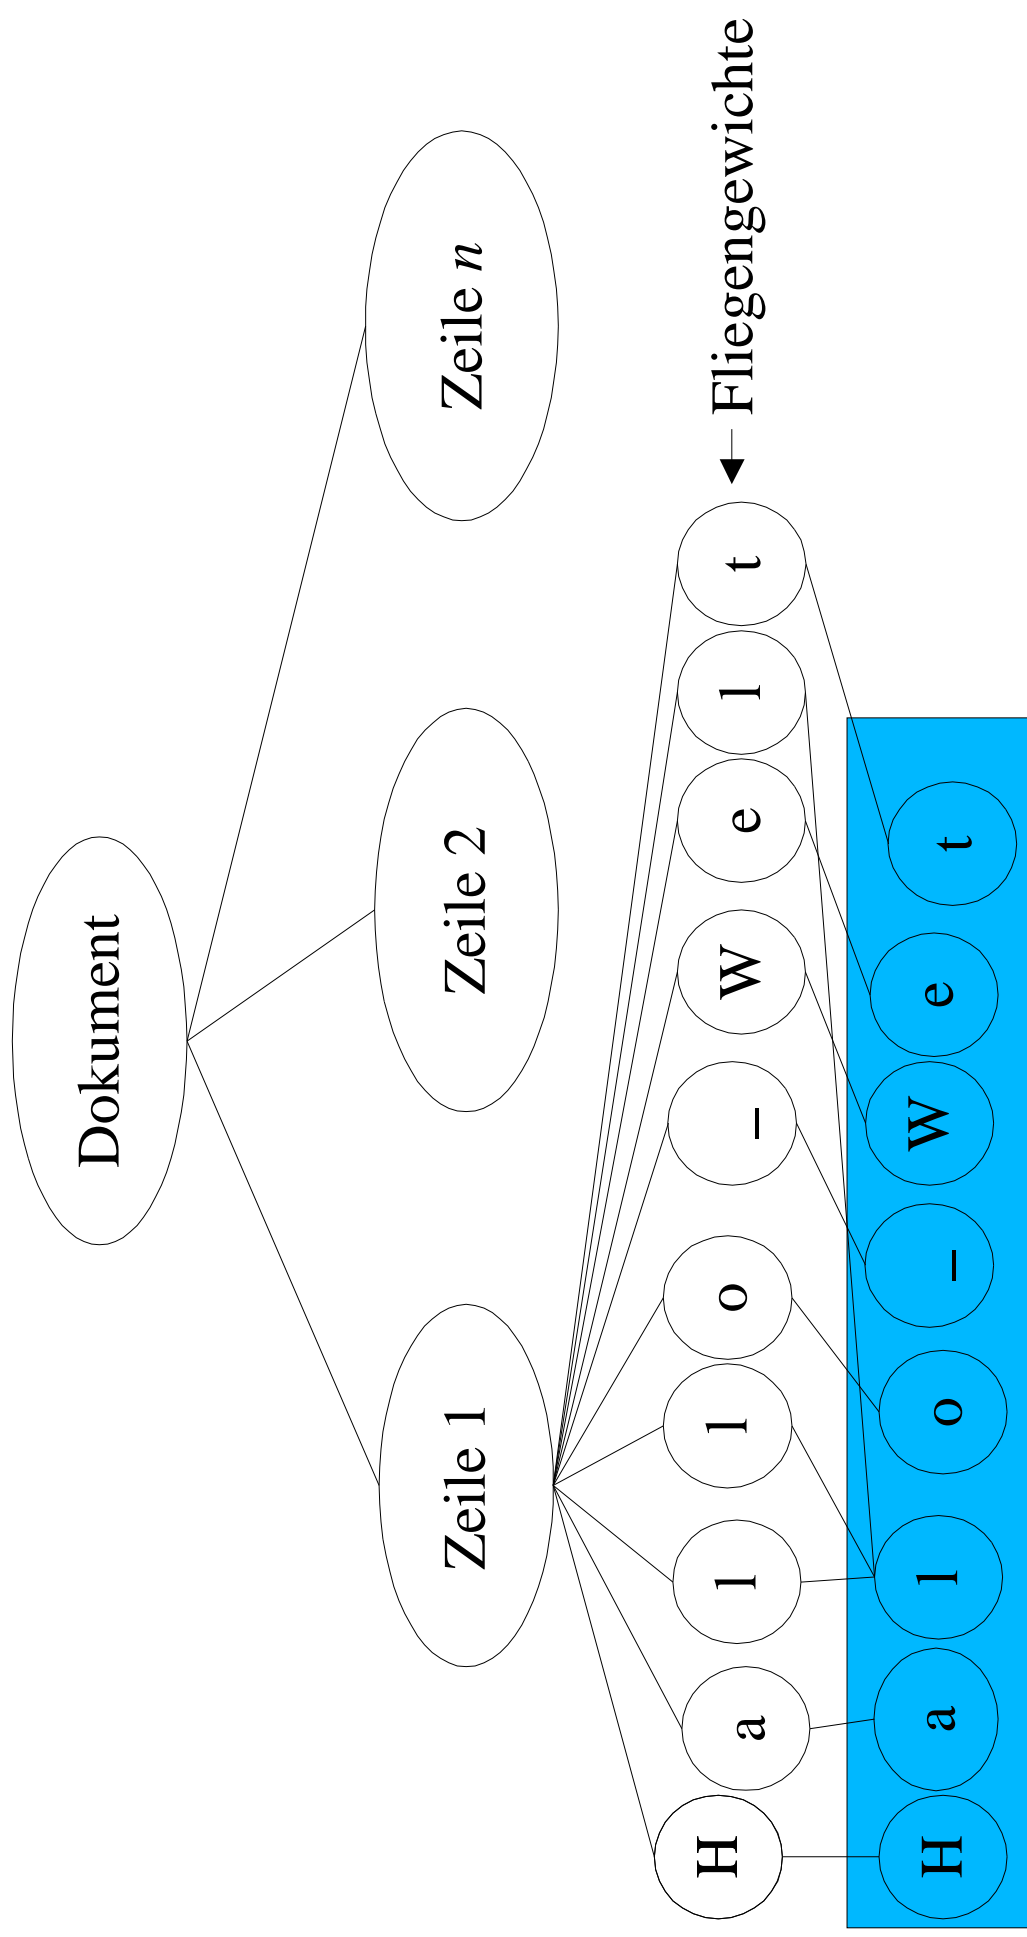 Dokument
Zeile 1
Zeile 2
Zeile n
H a l l o _ W e l t
Fliegengewichte
H a l o _ W e t